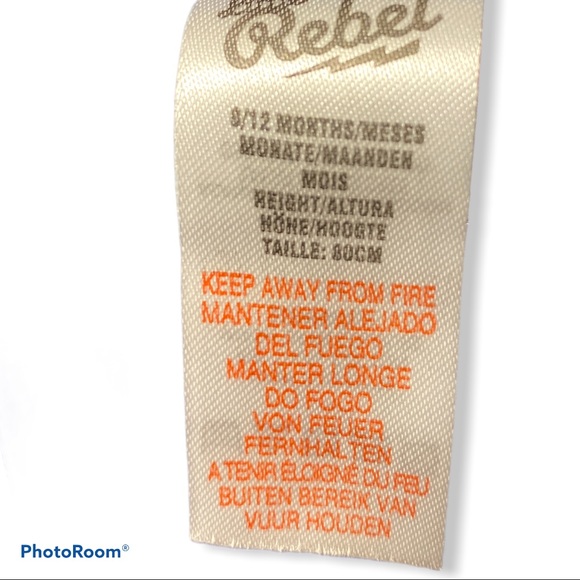 Rebel
9/12 MONTHS/MESES
MONATE/MAANDEN
MOIS
HEIGHT/ALTURA
HÖHE/HOOGTE
TAILLE: 80CM
KEEP AWAY FROM FIRE
MANTENER ALEJADO
DEL FUEGO
MANTER LONGE
DO FOGO
VON FEUER
FERNHALTEN
A TENIR ÉLOIGNÉ DU FEU
BUITEN BEREIK VAN
VUUR HOUDEN
PhotoRoom®